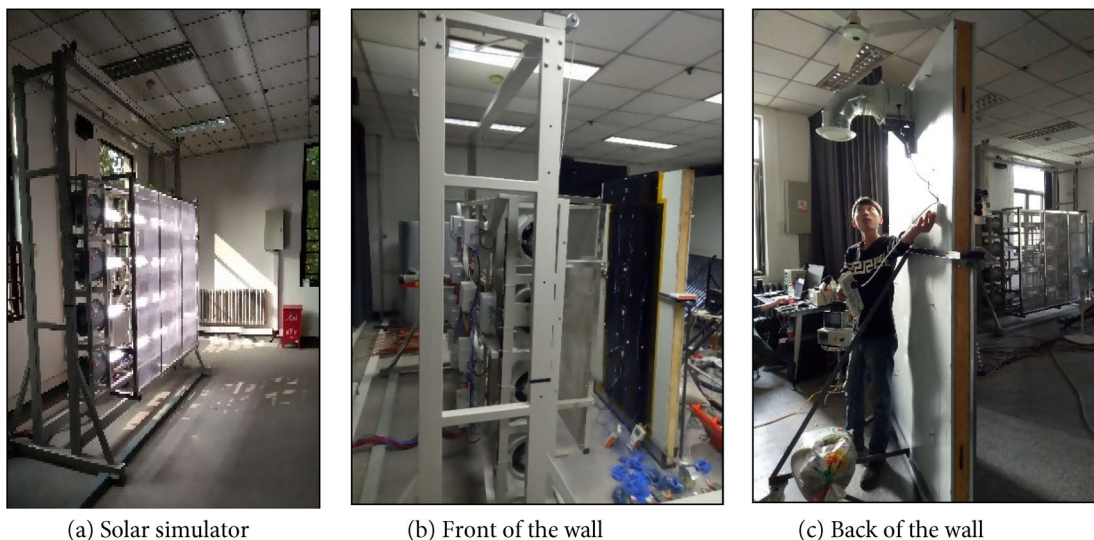 (a) Solar simulator
(b) Front of the wall
(c) Back of the wall